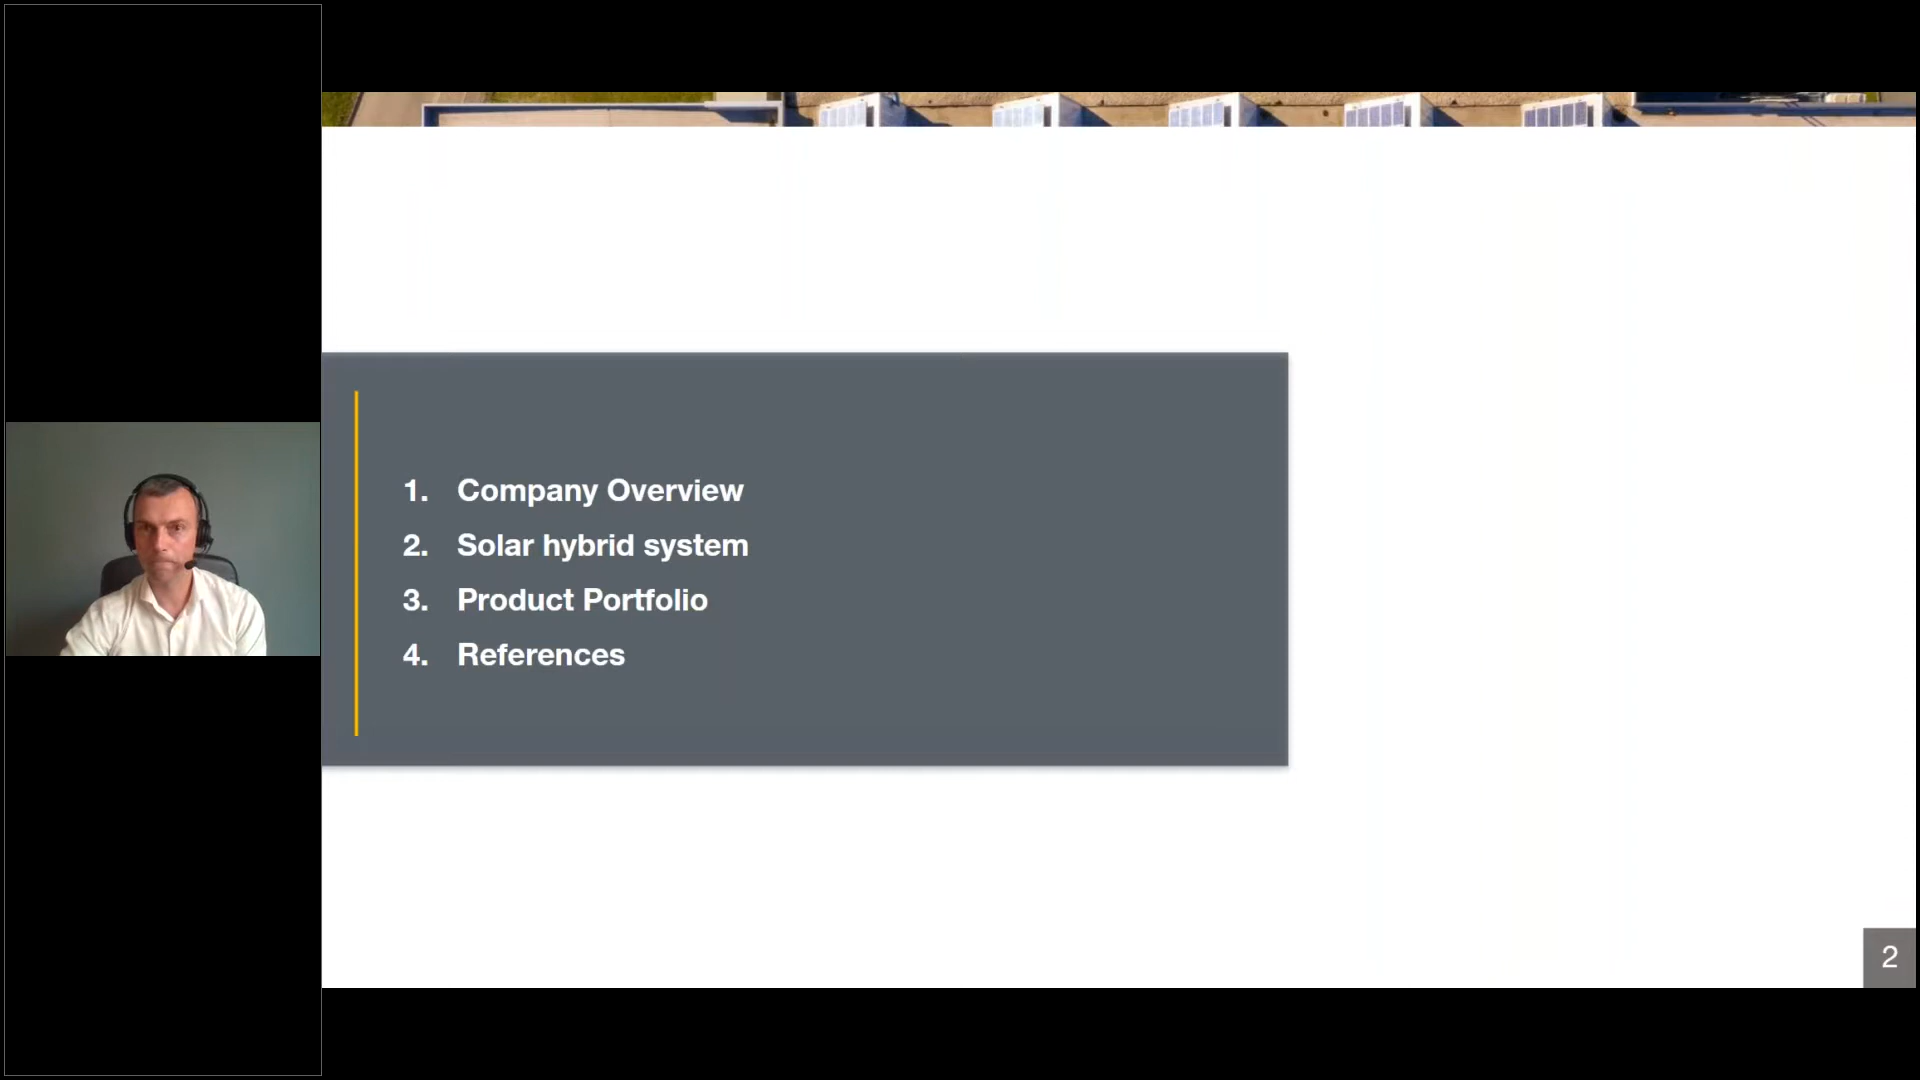 1. Company Overview
2. Solar hybrid system
3. Product Portfolio
4. References
2